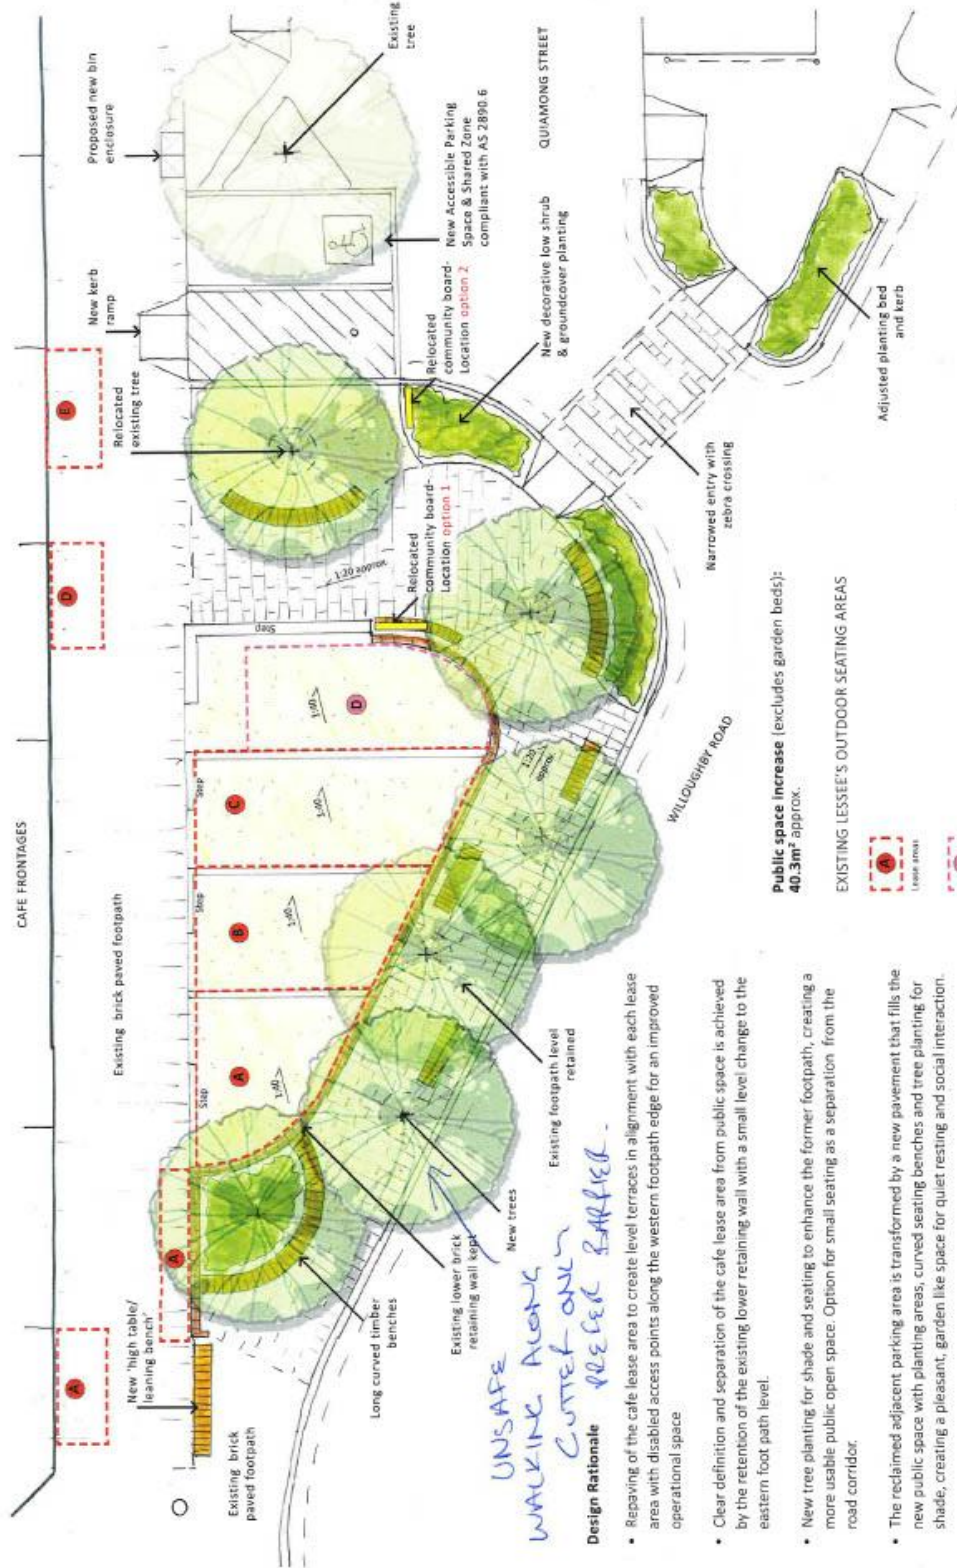 CAFE FRONTAGES
A
D
E
New 'high table/
leaning bench'
Existing brick paved footpath
Relocated
existing tree
New kerb
ramp
Proposed new bin
enclosure
Existing brick
paved footpath
A
Step
A
1:40
Step
B
1:40
Step
C
1:40
D
1:40
Step
1:20 approx.
Existing
tree
New Accessible Parking
Space & Shared Zone
compliant with AS 2890.6
Relocated
community board-
Location option 2
Relocated
community board-
Location option 1
QUIAMONG STREET
New decorative low shrub
& groundcover planting
1:20
approx.
WILLOUGHBY ROAD
Narrowed entry with
zebra crossing
Adjusted planting bed
and kerb
Long curved timber
benches
Existing lower brick
retaining wall kept
New trees
Existing footpath level
retained
UNSAFE
WALKING ALONG
GUTTER ONLY
PREFER BARRIER.
Design Rationale
• Repaving of the cafe lease area to create level terraces in alignment with each lease
area with disabled access points along the western footpath edge for an improved
operational space
• Clear definition and separation of the cafe lease area from public space is achieved
by the retention of the existing lower retaining wall with a small level change to the
eastern foot path level.
• New tree planting for shade and seating to enhance the former footpath, creating a
more usable public open space. Option for small seating as a separation from the
road corridor.
• The reclaimed adjacent parking area is transformed by a new pavement that fills the
new public space with planting areas, curved seating benches and tree planting for
shade, creating a pleasant, garden like space for quiet resting and social interaction.
Public space increase (excludes garden beds):
40.3m² approx.
EXISTING LESSEE'S OUTDOOR SEATING AREAS
A
Lease areas